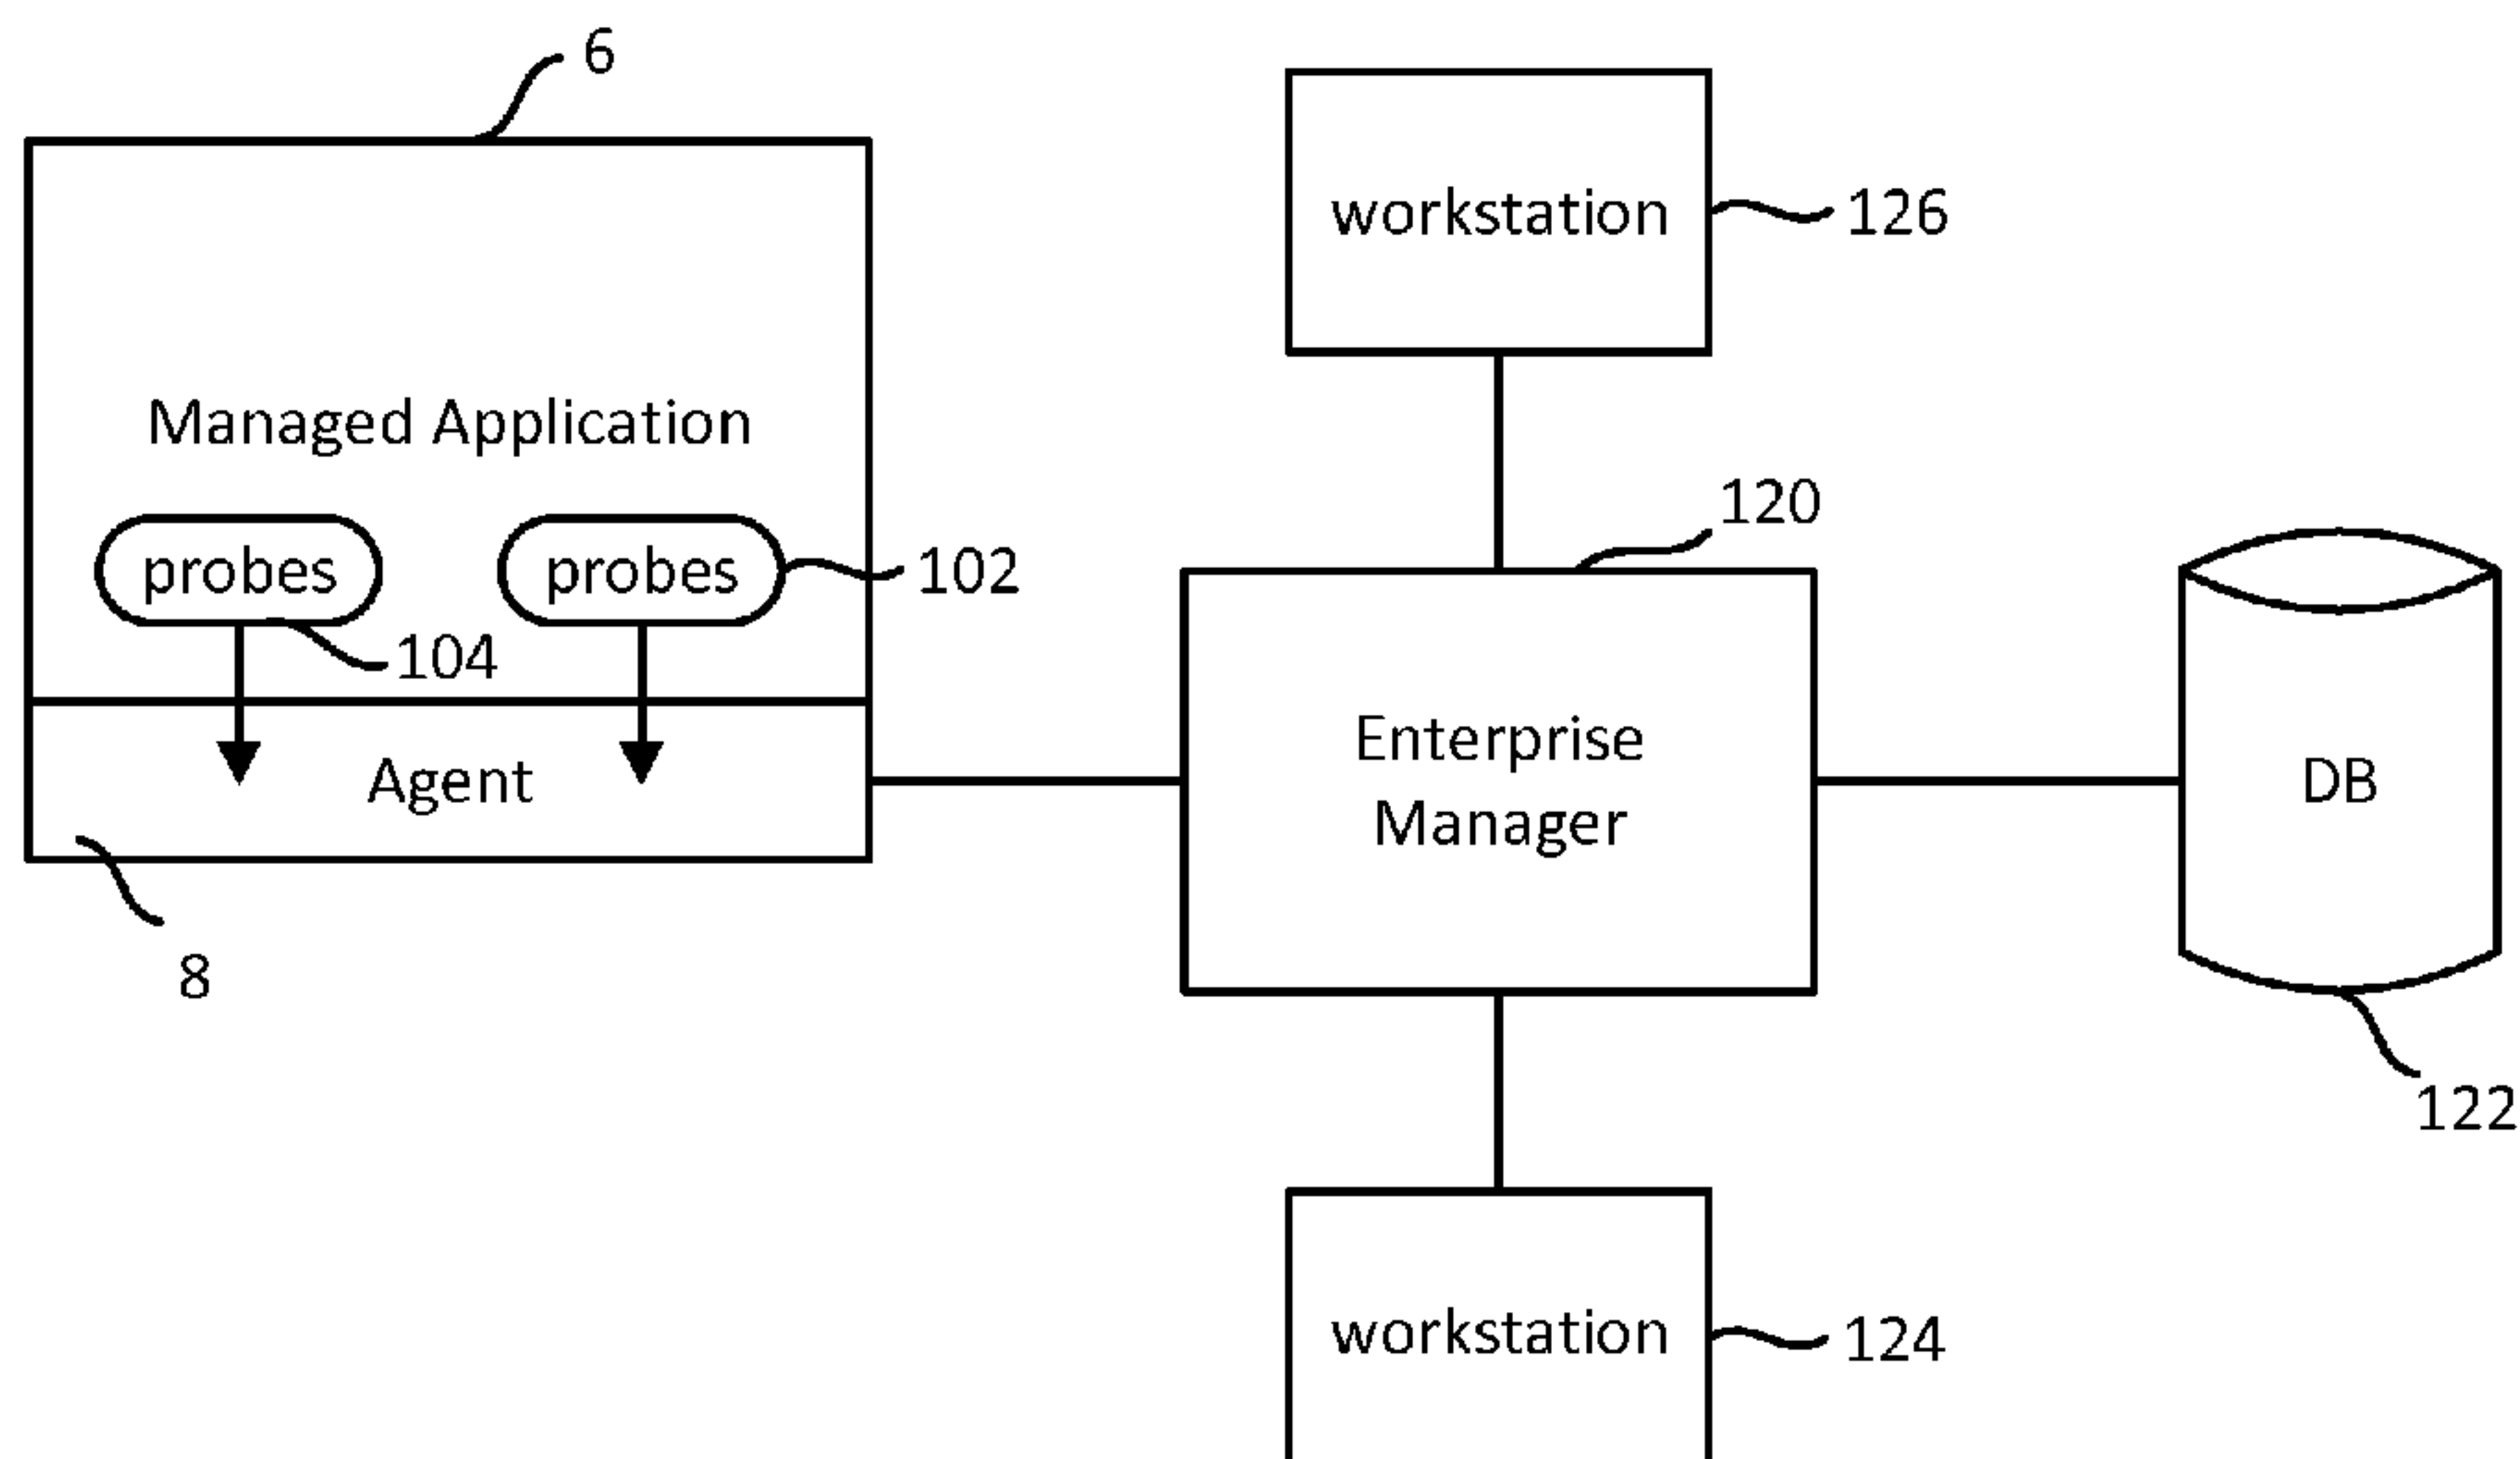 6
workstation
126
Managed Application
120
probes
probes
102
104
Enterprise
Manager
Agent
DB
8
122
workstation
124